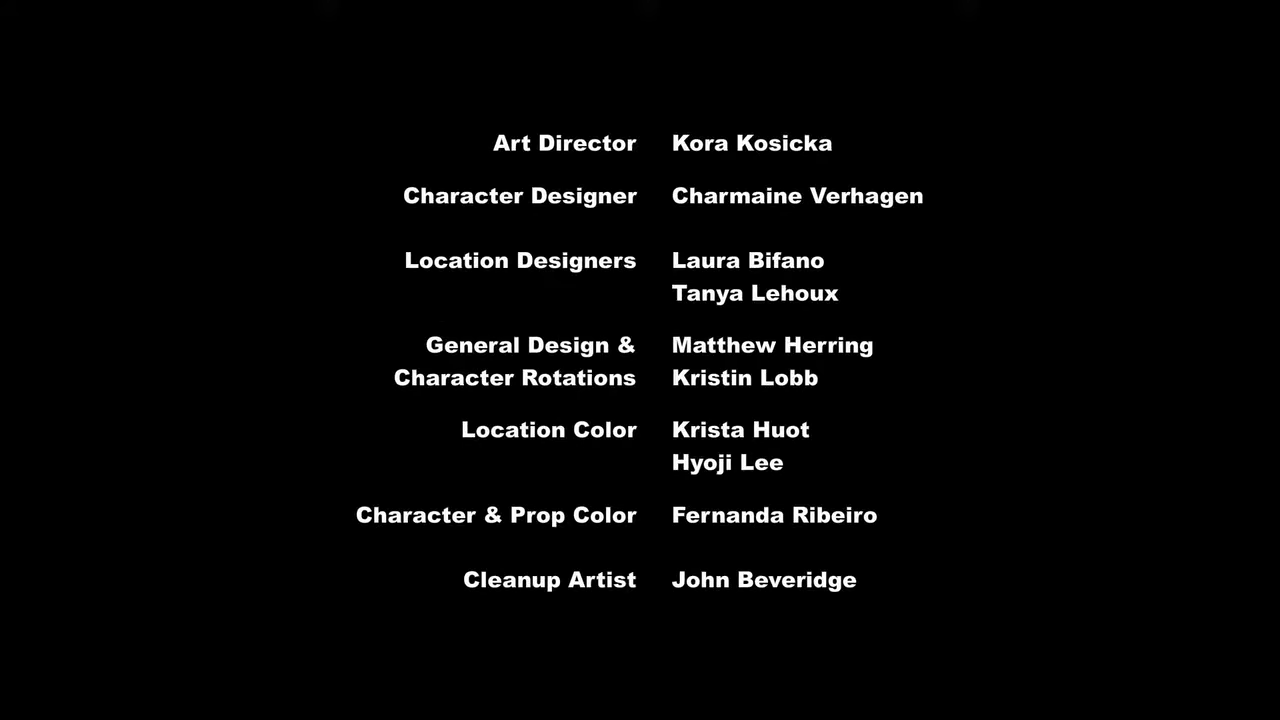 Art Director Kora Kosicka
Character Designer Charmaine Verhagen
Location Designers Laura Bifano
Tanya Lehoux
General Design & Matthew Herring
Character Rotations Kristin Lobb
Location Color Krista Huot
Hyoji Lee
Character & Prop Color Fernanda Ribeiro
Cleanup Artist John Beveridge